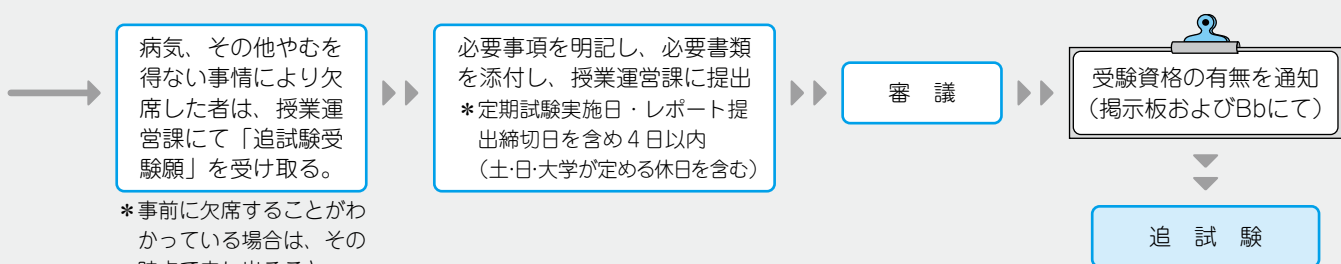 病気、その他やむを
得ない事情により欠
席した者は、授業運
営課にて「追試験受
験願」を受け取る。
＊事前に欠席することがわ
かっている場合は、その
必要事項を明記し、必要書類
を添付し、授業運営課に提出
＊定期試験実施日・レポート提
出締切日を含め４日以内
（土･日･大学が定める休日を含む）
審　議
受験資格の有無を通知
（掲示板およびBbにて）
追　試　験